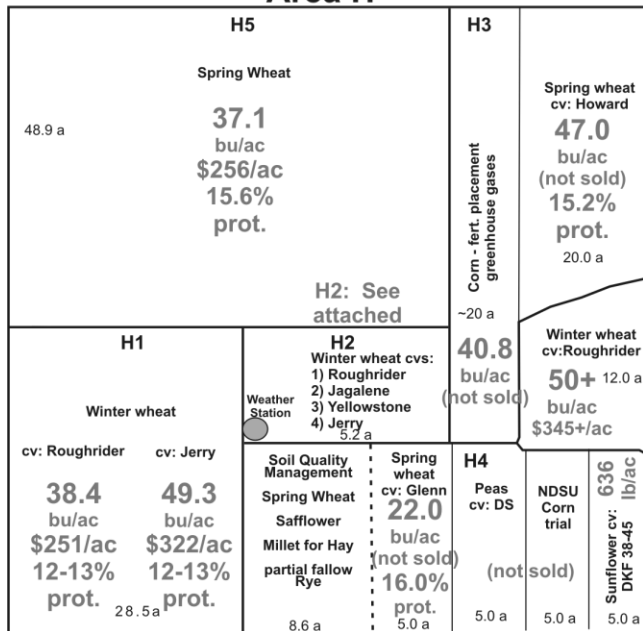 H5
Spring Wheat
48.9 a
37.1
bu/ac
$256/ac
15.6%
prot.
H2: See
attached
H3
Corn - fert. placement
greenhouse gases
~20 a
40.8
bu/ac
(not sold)
Spring wheat
cv: Howard
47.0
bu/ac
(not sold)
15.2%
prot.
20.0 a
Winter wheat
cv:Roughrider
50+ 12.0 a
bu/ac
$345+/ac
H1
Winter wheat
cv: Roughrider
38.4
bu/ac
$251/ac
12-13%
prot.
cv: Jerry
49.3
bu/ac
$322/ac
12-13%
prot.
28.5a
H2
Winter wheat cvs:
1) Roughrider
2) Jagalene
3) Yellowstone
4) Jerry
5.2 a
Weather
Station
Soil Quality
Management
Spring Wheat
Safflower
Millet for Hay
partial fallow
Rye
8.6 a
Spring
wheat
cv: Glenn
22.0
bu/ac
(not sold)
16.0%
prot.
5.0 a
H4
Peas
cv: DS
5.0 a
NDSU
Corn
trial
(not sold)
5.0 a
636
lb/ac
Sunflower cv:
DKF 38-45
5.0 a